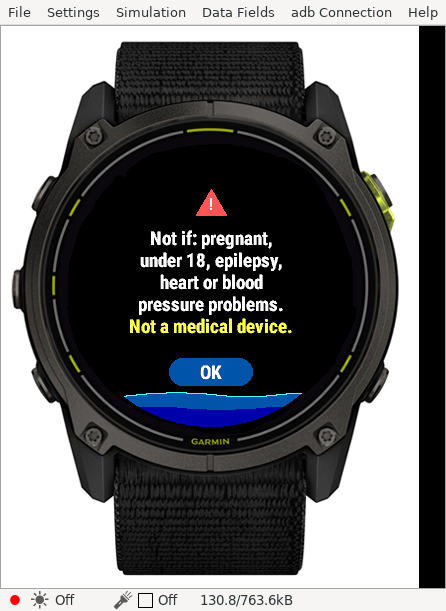 File Settings Simulation Data Fields adb Connection Help
!
Not if: pregnant,
under 18, epilepsy,
heart or blood
pressure problems.
Not a medical device.
OK
GARMIN
Off Off 130.8/763.6kB